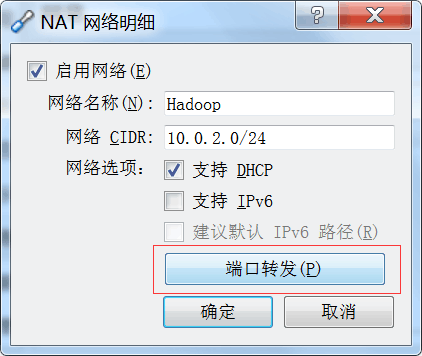 NAT 网络明细
启用网络(E)
网络名称(N): Hadoop
网络 CIDR: 10.0.2.0/24
网络选项: 支持 DHCP
支持 IPv6
建议默认 IPv6 路径(R)
端口转发(P)
确定 取消